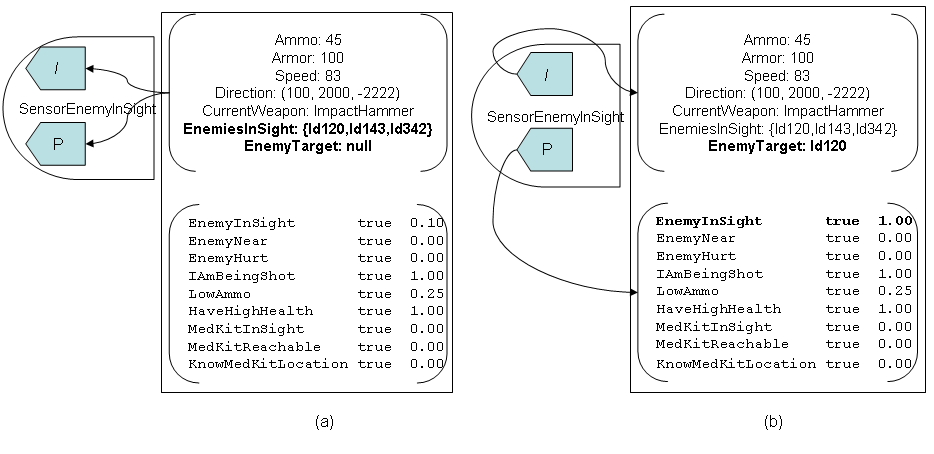 Ammo: 45
Armor: 100
Speed: 83
Direction: (100, 2000, -2222)
CurrentWeapon: ImpactHammer
EnemiesInSight: {Id120,Id143,Id342}
EnemyTarget: null
I
SensorEnemyInSight
P
EnemyInSight true 0.10
EnemyNear true 0.00
EnemyHurt true 0.00
IAmBeingShot true 1.00
LowAmmo true 0.25
HaveHighHealth true 1.00
MedKitInSight true 0.00
MedKitReachable true 0.00
KnowMedKitLocation true 0.00
(a)
Ammo: 45
Armor: 100
Speed: 83
Direction: (100, 2000, -2222)
CurrentWeapon: ImpactHammer
EnemiesInSight: {Id120,Id143,Id342}
EnemyTarget: Id120
I
SensorEnemyInSight
P
EnemyInSight true 1.00
EnemyNear true 0.00
EnemyHurt true 0.00
IAmBeingShot true 1.00
LowAmmo true 0.25
HaveHighHealth true 1.00
MedKitInSight true 0.00
MedKitReachable true 0.00
KnowMedKitLocation true 0.00
(b)